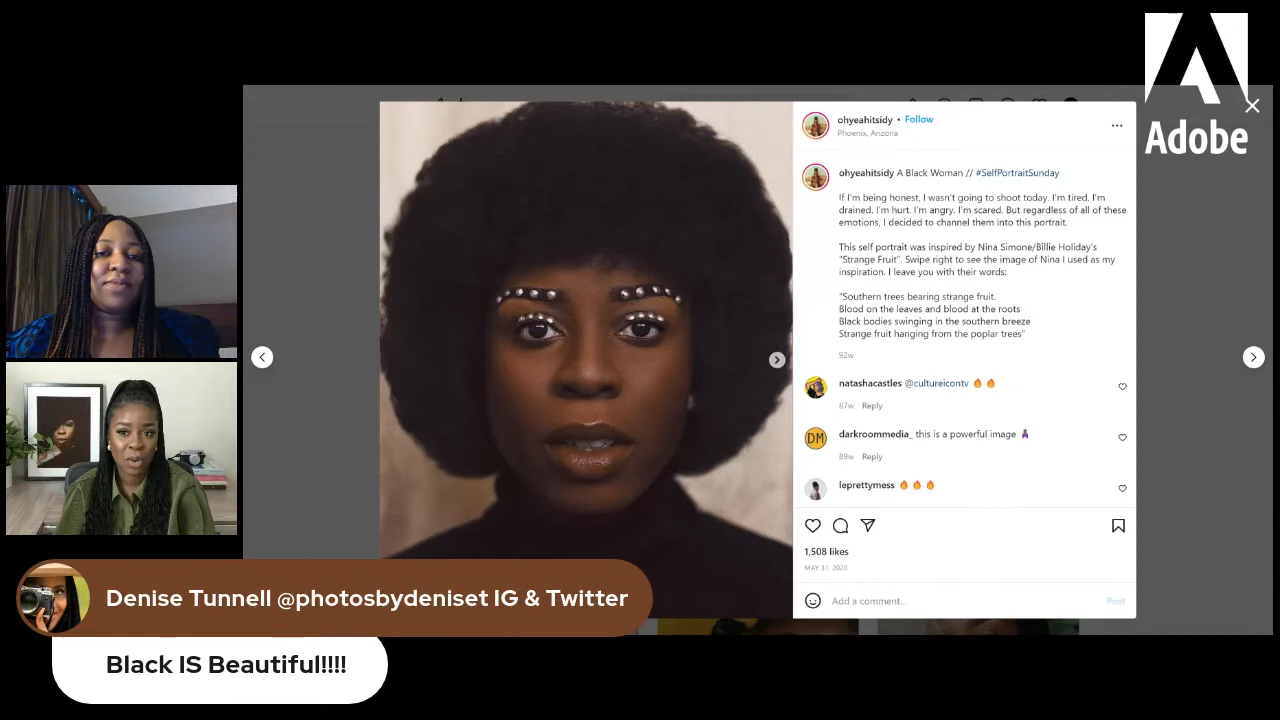 Adobe
ohyeahitsidy • Follow
Phoenix, Arizona
ohyeahitsidy A Black Woman // #SelfPortraitSunday
If I'm being honest, I wasn't going to shoot today. I'm tired. I'm
drained. I'm hurt. I'm angry. I'm scared. But regardless of all of these
emotions, I decided to channel them into this portrait.
This self portrait was inspired by Nina Simone/Billie Holiday's
"Strange Fruit". Swipe right to see the image of Nina I used as my
inspiration. I leave you with their words:
"Southern trees bearing strange fruit.
Blood on the leaves and blood at the roots
Black bodies swinging in the southern breeze
Strange fruit hanging from the poplar trees"
92w
natashacastles @cultureicontv 🔥 🔥
87w Reply
DM
darkroommedia_ this is a powerful image
89w Reply
leprettymess 🔥 🔥 🔥
1,508 likes
MAY 31, 2020
Add a comment...
Post
Denise Tunnell @photosbydeniset IG & Twitter
Black IS Beautiful!!!!